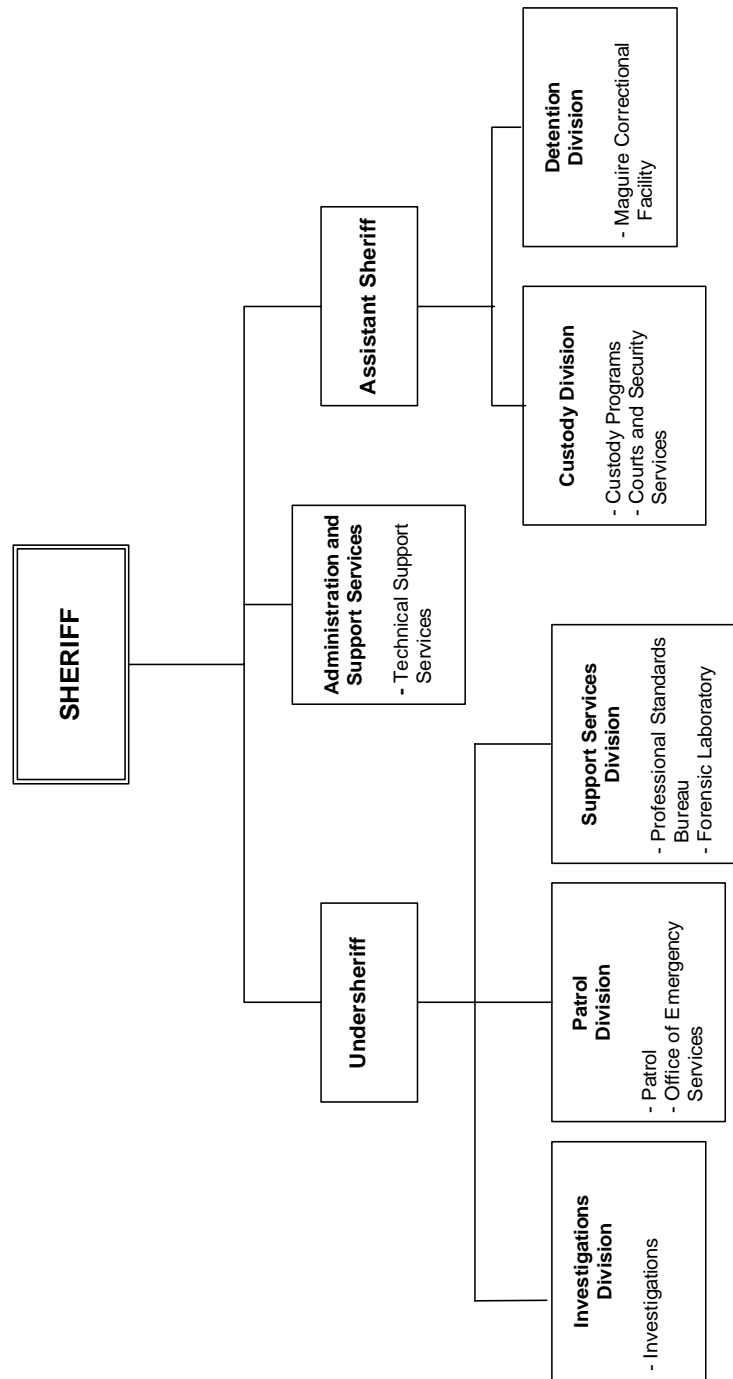 SHERIFF
Undersheriff
Administration and
Support Services
- Technical Support
Services
Assistant Sheriff
Investigations
Division
- Investigations
Patrol
Division
- Patrol
- Office of Emergency
Services
Support Services
Division
- Professional Standards
Bureau
- Forensic Laboratory
Custody Division
- Custody Programs
- Courts and Security
Services
Detention
Division
- Maguire Correctional
Facility